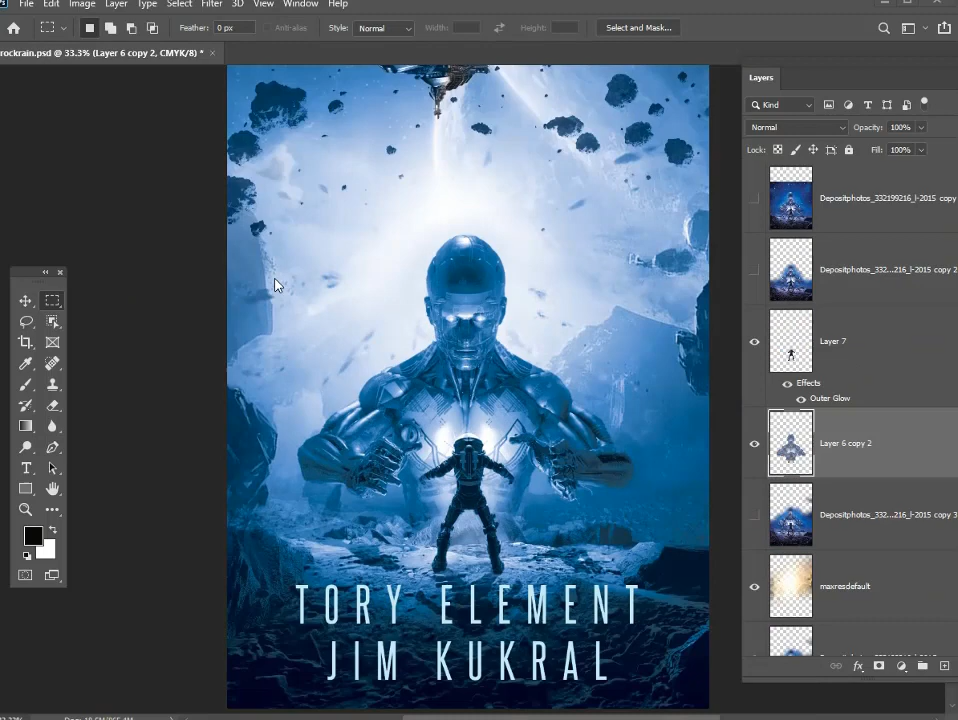 Ps File Edit Image Layer Type Select Filter 3D View Window Help
Feather: 0 px Anti-alias Style: Normal Width: Height: Select and Mask...
rockrain.psd @ 33.3% (Layer 6 copy 2, CMYK/8) * ×
Layers
Kind
Normal Opacity: 100%
Lock: Fill: 100%
Depositphotos_332199216_l-2015 copy
Depositphotos_332...216_l-2015 copy 2
Layer 7
Effects
Outer Glow
Layer 6 copy 2
Depositphotos_332...216_l-2015 copy 3
maxresdefault
TORY ELEMENT
JIM KUKRAL